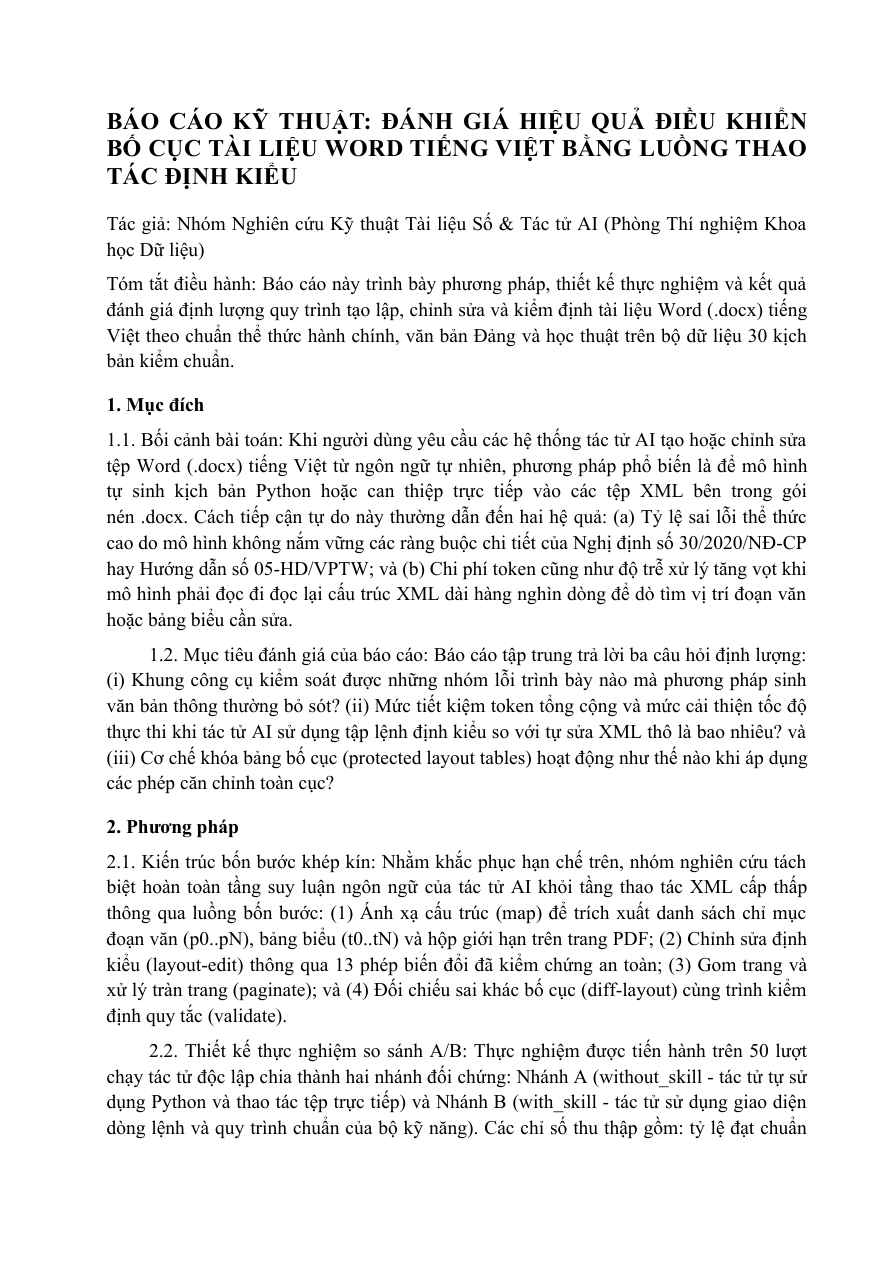 BÁO CÁO KỸ THUẬT: ĐÁNH GIÁ HIỆU QUẢ ĐIỀU KHIỂN
BỐ CỤC TÀI LIỆU WORD TIẾNG VIỆT BẰNG LUỒNG THAO
TÁC ĐỊNH KIỂU
Tác giả: Nhóm Nghiên cứu Kỹ thuật Tài liệu Số & Tác tử AI (Phòng Thí nghiệm Khoa
học Dữ liệu)
Tóm tắt điều hành: Báo cáo này trình bày phương pháp, thiết kế thực nghiệm và kết quả
đánh giá định lượng quy trình tạo lập, chỉnh sửa và kiểm định tài liệu Word (.docx) tiếng
Việt theo chuẩn thể thức hành chính, văn bản Đảng và học thuật trên bộ dữ liệu 30 kịch
bản kiểm chuẩn.
1. Mục đích
1.1. Bối cảnh bài toán: Khi người dùng yêu cầu các hệ thống tác tử AI tạo hoặc chỉnh sửa
tệp Word (.docx) tiếng Việt từ ngôn ngữ tự nhiên, phương pháp phổ biến là để mô hình
tự sinh kịch bản Python hoặc can thiệp trực tiếp vào các tệp XML bên trong gói
nén .docx. Cách tiếp cận tự do này thường dẫn đến hai hệ quả: (a) Tỷ lệ sai lỗi thể thức
cao do mô hình không nắm vững các ràng buộc chi tiết của Nghị định số 30/2020/NĐ-CP
hay Hướng dẫn số 05-HD/VPTW; và (b) Chi phí token cũng như độ trễ xử lý tăng vọt khi
mô hình phải đọc đi đọc lại cấu trúc XML dài hàng nghìn dòng để dò tìm vị trí đoạn văn
hoặc bảng biểu cần sửa.
1.2. Mục tiêu đánh giá của báo cáo: Báo cáo tập trung trả lời ba câu hỏi định lượng:
(i) Khung công cụ kiểm soát được những nhóm lỗi trình bày nào mà phương pháp sinh
văn bản thông thường bỏ sót? (ii) Mức tiết kiệm token tổng cộng và mức cải thiện tốc độ
thực thi khi tác tử AI sử dụng tập lệnh định kiểu so với tự sửa XML thô là bao nhiêu? và
(iii) Cơ chế khóa bảng bố cục (protected layout tables) hoạt động như thế nào khi áp dụng
các phép căn chỉnh toàn cục?
2. Phương pháp
2.1. Kiến trúc bốn bước khép kín: Nhằm khắc phục hạn chế trên, nhóm nghiên cứu tách
biệt hoàn toàn tầng suy luận ngôn ngữ của tác tử AI khỏi tầng thao tác XML cấp thấp
thông qua luồng bốn bước: (1) Ánh xạ cấu trúc (map) để trích xuất danh sách chỉ mục
đoạn văn (p0..pN), bảng biểu (t0..tN) và hộp giới hạn trên trang PDF; (2) Chỉnh sửa định
kiểu (layout-edit) thông qua 13 phép biến đổi đã kiểm chứng an toàn; (3) Gom trang và
xử lý tràn trang (paginate); và (4) Đối chiếu sai khác bố cục (diff-layout) cùng trình kiểm
định quy tắc (validate).
2.2. Thiết kế thực nghiệm so sánh A/B: Thực nghiệm được tiến hành trên 50 lượt
chạy tác tử độc lập chia thành hai nhánh đối chứng: Nhánh A (without_skill - tác tử tự sử
dụng Python và thao tác tệp trực tiếp) và Nhánh B (with_skill - tác tử sử dụng giao diện
dòng lệnh và quy trình chuẩn của bộ kỹ năng). Các chỉ số thu thập gồm: tỷ lệ đạt chuẩn